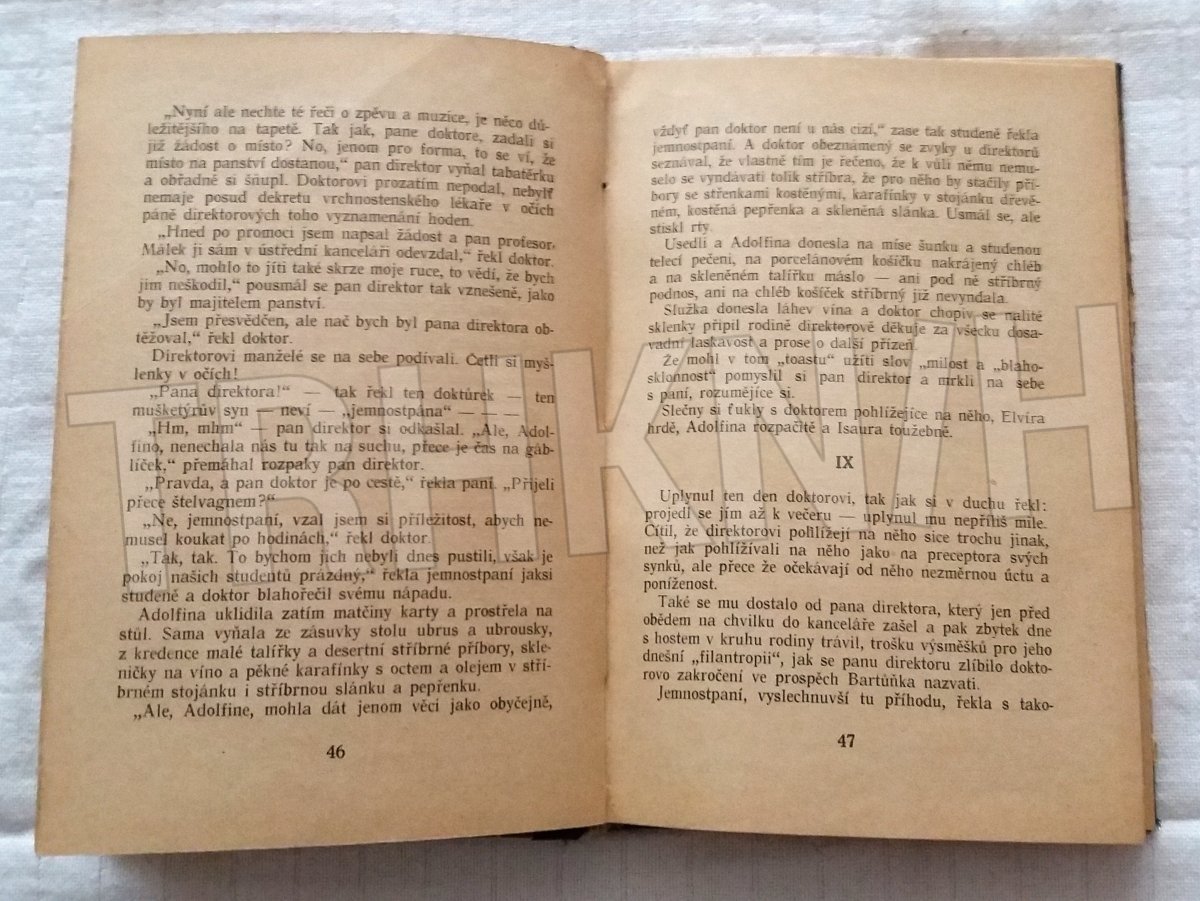 „Nyní ale nechte té řeči o zpěvu a muzice, je něco dů-
ležitějšího na tapetě. Tak jak, pane doktore, zadali si
již žádost o místo? No, jenom pro forma, to se ví, že
místo na panství dostanou,“ pan direktor vyňal tabatěrku
a obřadně si šňupl. Doktorovi prozatím nepodal, nebylť
nemaje posud dekretu vrchnostenského lékaře v očích
páně direktorových toho vyznamenání hoden.
„Hned po promoci jsem napsal žádost a pan profesor
Málek ji sám v ústřední kanceláři odevzdal,“ řekl doktor.
„No, mohlo to jíti také skrze moje ruce, to vědí, že bych
jim neškodil,“ pousmál se pan direktor tak vznešeně, jako
by byl majitelem panství.
„Jsem přesvědčen, ale nač bych byl pana direktora ob-
těžoval,“ řekl doktor.
Direktorovi manželé se na sebe podívali. Četli si myš-
lenky v očích!
„Pana direktora!“ — tak řekl ten doktůrek — ten
mušketýrův syn — neví — „jemnostpána“ — — —
„Hm, mhm“ — pan direktor si odkašlal. „Ale, Adol-
fino, nenechala nás tu tak na suchu, přece je čas na gáb-
líček,“ přemáhal rozpaky pan direktor.
„Pravda, a pan doktor je po cestě,“ řekla paní. „Přijeli
přece štelvagnem?“
„Ne, jemnostpaní, vzal jsem si příležitost, abych ne-
musel koukat po hodinách,“ řekl doktor.
„Tak, tak. To bychom jich nebyli dnes pustili, však je
pokoj našich studentů prázdný,“ řekla jemnostpaní jaksi
studeně a doktor blahořečil svému nápadu.
Adolfina uklidila zatím matčiny karty a prostřela na
stůl. Sama vyňala ze zásuvky stolu ubrus a ubrousky,
z kredence malé talířky a desertní stříbrné příbory, skle-
ničky na víno a pěkné karafínky s octem a olejem v stří-
brném stojánku i stříbrnou slánku a pepřenku.
„Ale, Adolfine, mohla dát jenom věci jako obyčejně,
46
vždyť pan doktor není u nás cizí,“ zase tak studeně řekla
jemnostpaní. A doktor obeznámený se zvyky u direktorů
seznával, že vlastně tím je řečeno, že k vůli němu nemu-
selo se vyndávati tolik stříbra, že pro něho by stačily pří-
bory se střenkami kostěnými, karafínky v stojánku dřevě-
ném, kostěná pepřenka a skleněná slánka. Usmál se, ale
stiskl rty.
Usedli a Adolfina donesla na míse šunku a studenou
telecí pečeni, na porcelánovém košíčku nakrájený chléb
a na skleněném talířku máslo — ani pod ně stříbrný
podnos, ani na chléb košíček stříbrný již nevyndala.
Služka donesla láhev vína a doktor chopiv se nalité
sklenky připil rodině direktorově děkuje za všecku dosa-
vadní laskavost a prose o další přízeň.
Že mohl v tom „toastu“ užíti slov „milost a „blaho-
sklonnost“ pomyslil si pan direktor a mrkli na sebe
s paní, rozumějíce si.
Slečny si ťukly s doktorem pohlížejíce na něho, Elvíra
hrdě, Adolfina rozpačitě a Isaura toužebně.
IX
Uplynul ten den doktorovi, tak jak si v duchu řekl:
projedl se jím až k večeru — uplynul mu nepříliš mile.
Cítil, že direktorovi pohlížejí na něho sice trochu jinak,
než jak pohlížívali na něho jako na preceptora svých
synků, ale přece že očekávají od něho nezměrnou úctu a
poníženost.
Také se mu dostalo od pana direktora, který jen před
obědem na chvilku do kanceláře zašel a pak zbytek dne
s hostem v kruhu rodiny trávil, trošku výsměšků pro jeho
dnešní „filantropii“, jak se panu direktoru zlíbilo dokto-
rovo zakročení ve prospěch Bartůňka nazvati.
Jemnostpaní, vyslechnuvší tu příhodu, řekla s tako-
47
TRHKNIH